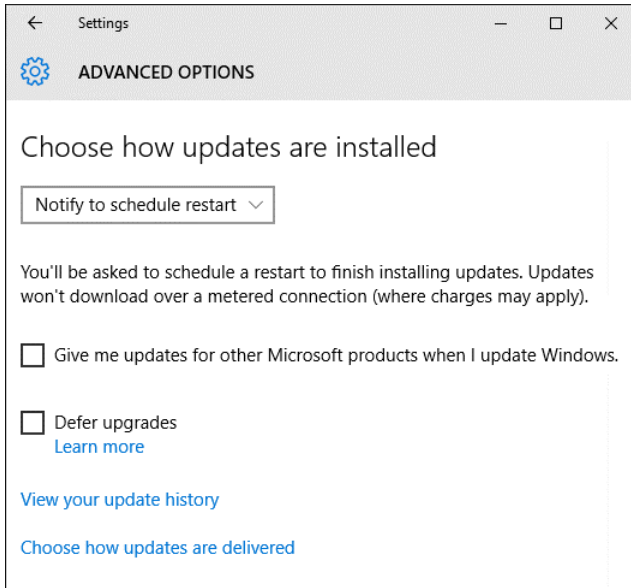 Settings
ADVANCED OPTIONS
Choose how updates are installed
Notify to schedule restart
You'll be asked to schedule a restart to finish installing updates. Updates
won't download over a metered connection (where charges may apply).
Give me updates for other Microsoft products when I update Windows.
Defer upgrades
Learn more
View your update history
Choose how updates are delivered